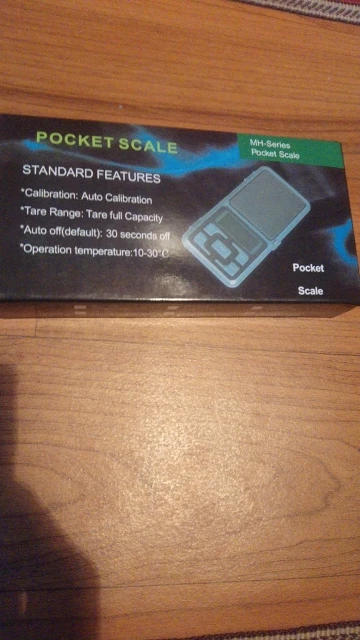 POCKET SCALE
MH-Series
Pocket Scale
STANDARD FEATURES
*Calibration: Auto Calibration
*Tare Range: Tare full Capacity
*Auto off(default): 30 seconds off
*Operation temperature:10-30°C
Pocket
Scale